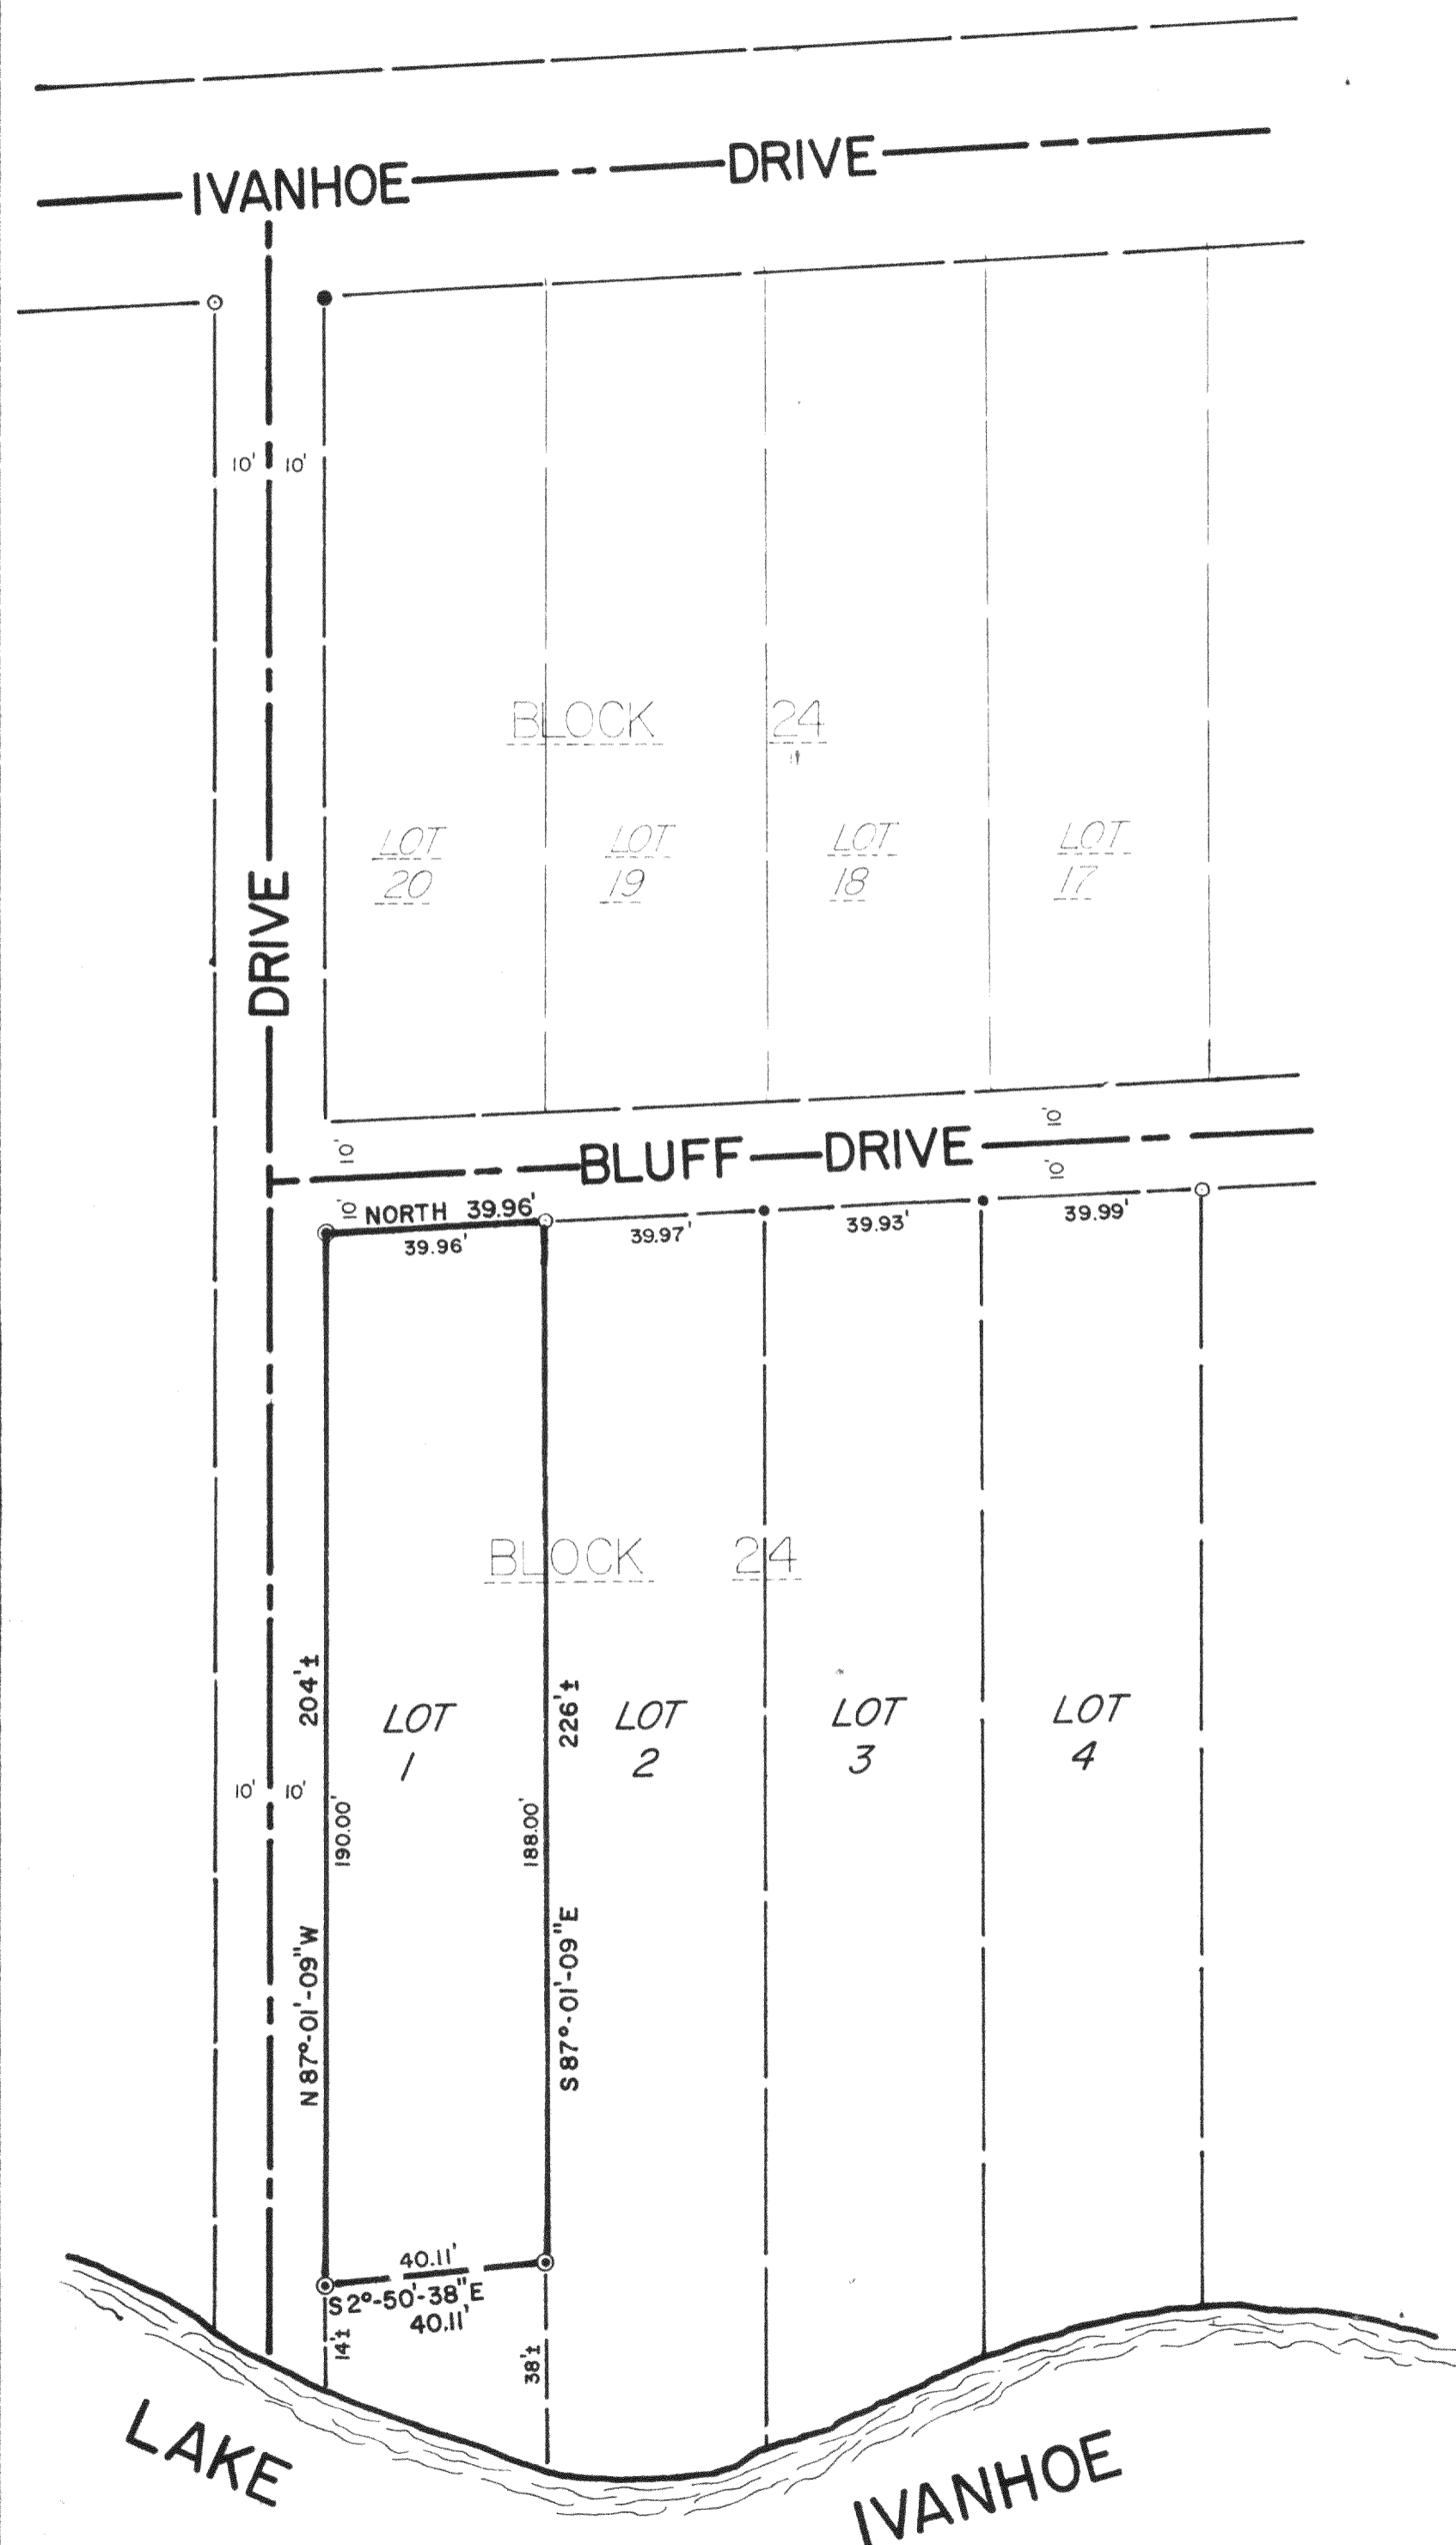 IVANHOE DRIVE
10' 10'
BLOCK 24
LOT
20
LOT
19
LOT
18
LOT
17
DRIVE
10'
10'
BLUFF DRIVE
10'
10'
NORTH 39.96'
39.96'
39.97'
39.93'
39.99'
BLOCK 24
204'±
226'±
LOT
1
LOT
2
LOT
3
LOT
4
10' 10'
190.00'
188.00'
N 87°-01'-09"W
S 87°-01'-09"E
40.11'
S 2°-50'-38"E
40.11'
14'±
38'±
LAKE IVANHOE